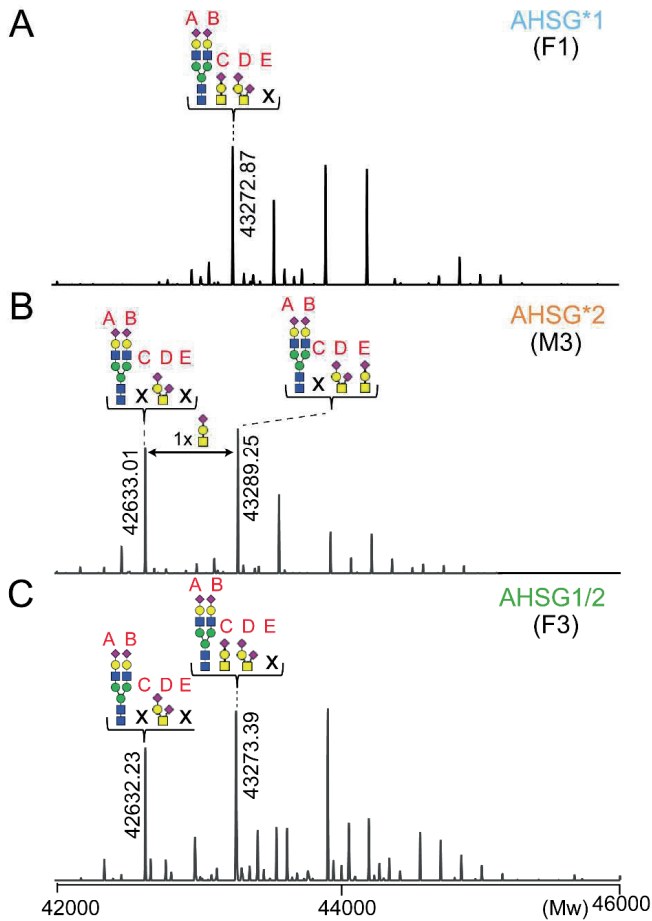 A
AHSG*1
(F1)
A B
C D E
X
43272.87
B
AHSG*2
(M3)
A B
C D E
X X
A B
C D E
X
1x
42633.01
43289.25
C
AHSG1/2
(F3)
A B
C D E
X X
A B
C D E
X
42632.23
43273.39
42000
44000
(Mw)
46000